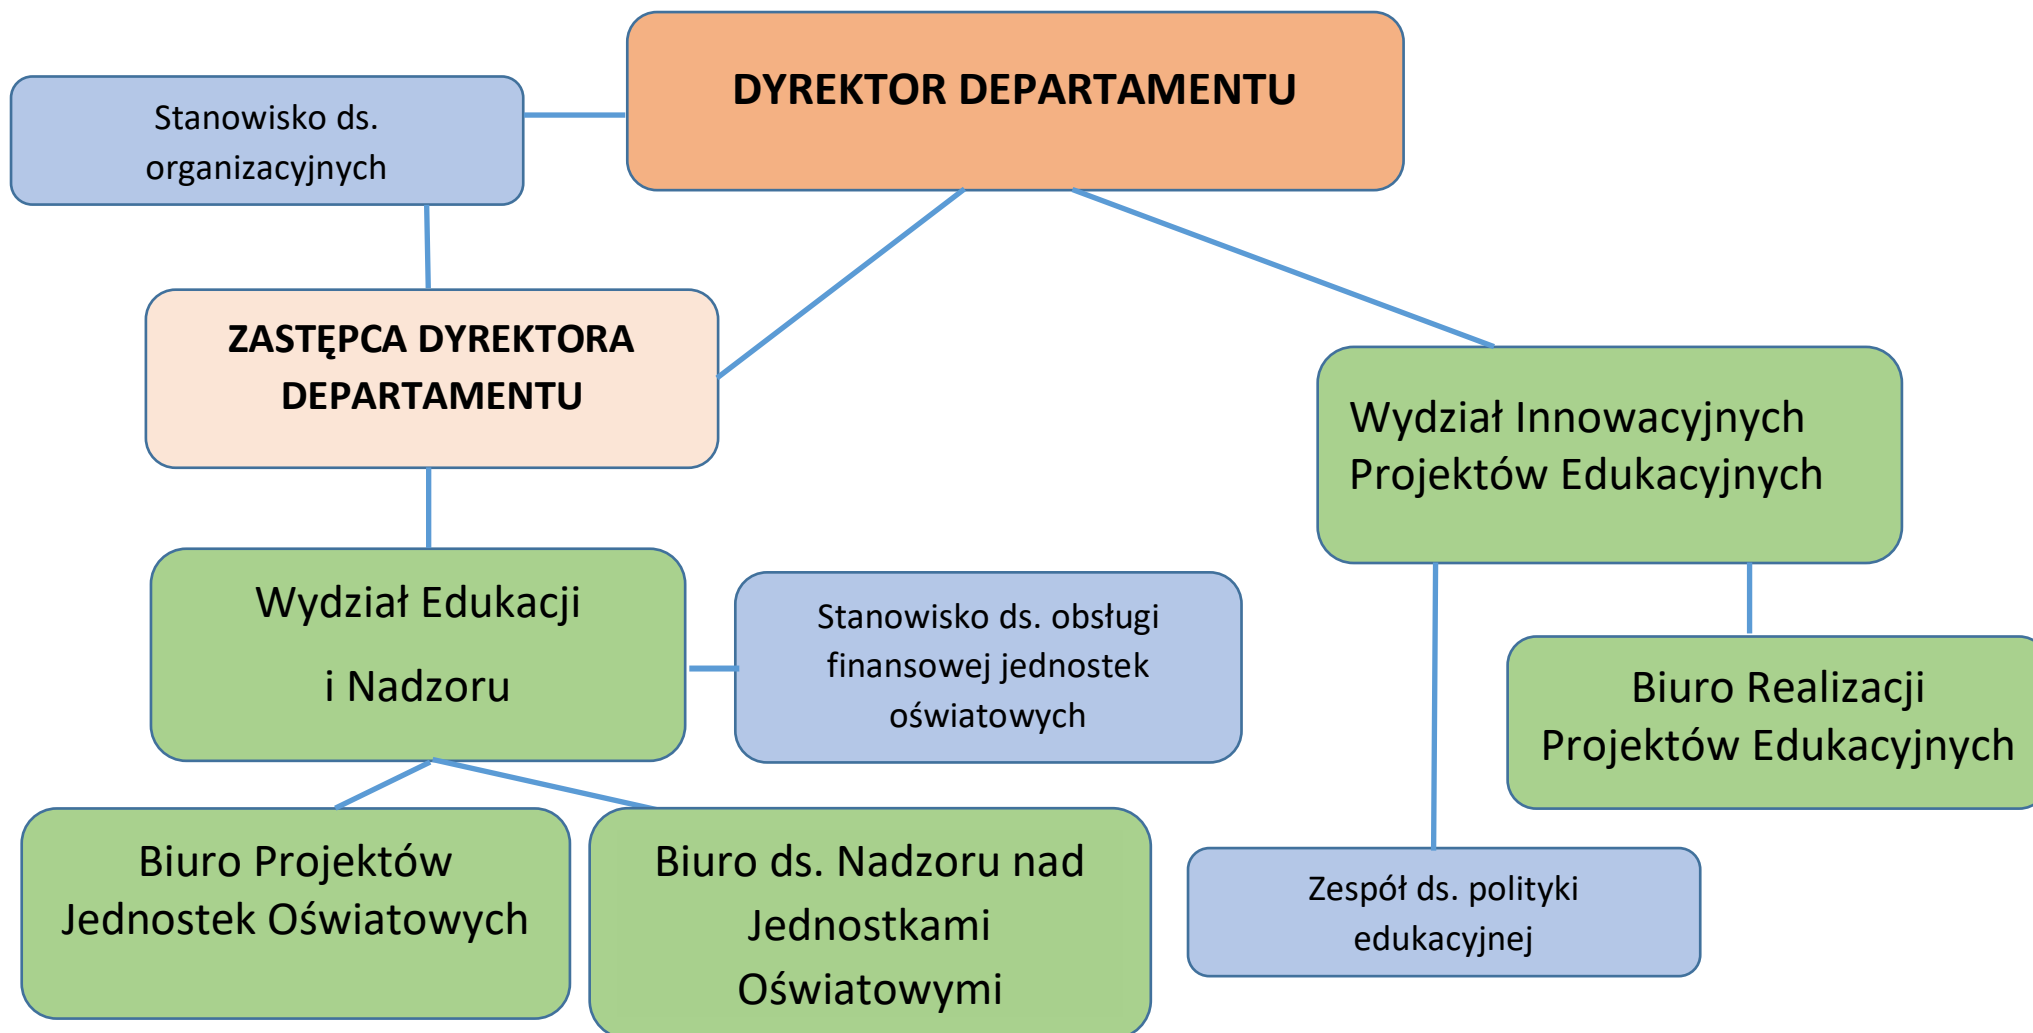 DYREKTOR DEPARTAMENTU
Stanowisko ds.
organizacyjnych
ZASTĘPCA DYREKTORA
DEPARTAMENTU
Wydział Innowacyjnych
Projektów Edukacyjnych
Wydział Edukacji
i Nadzoru
Stanowisko ds. obsługi
finansowej jednostek
oświatowych
Biuro Realizacji
Projektów Edukacyjnych
Biuro Projektów
Jednostek Oświatowych
Biuro ds. Nadzoru nad
Jednostkami
Oświatowymi
Zespół ds. polityki
edukacyjnej